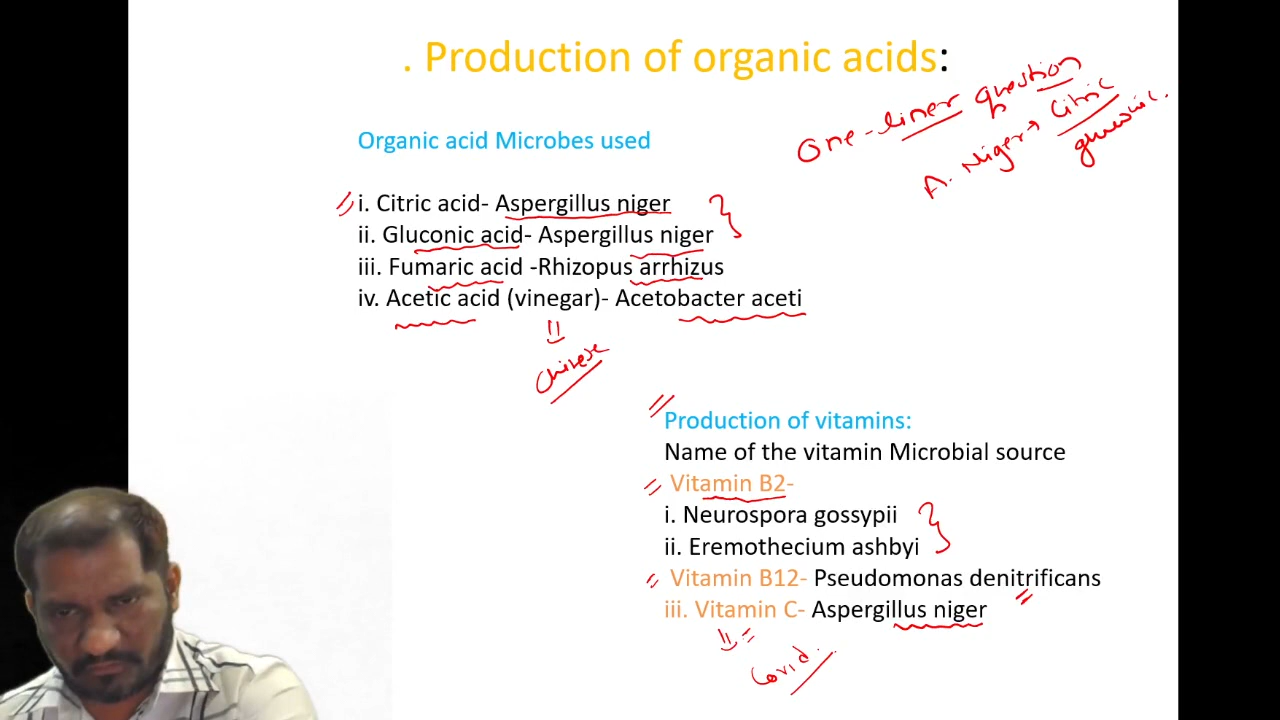 . Production of organic acids:
One-liner question
A. Niger → Citric
Organic acid Microbes used
i. Citric acid- Aspergillus niger
ii. Gluconic acid- Aspergillus niger
iii. Fumaric acid -Rhizopus arrhizus
iv. Acetic acid (vinegar)- Acetobacter aceti
Chinese
Production of vitamins:
Name of the vitamin Microbial source
Vitamin B2-
i. Neurospora gossypii
ii. Eremothecium ashbyi
Vitamin B12- Pseudomonas denitrificans
iii. Vitamin C- Aspergillus niger
Covid.